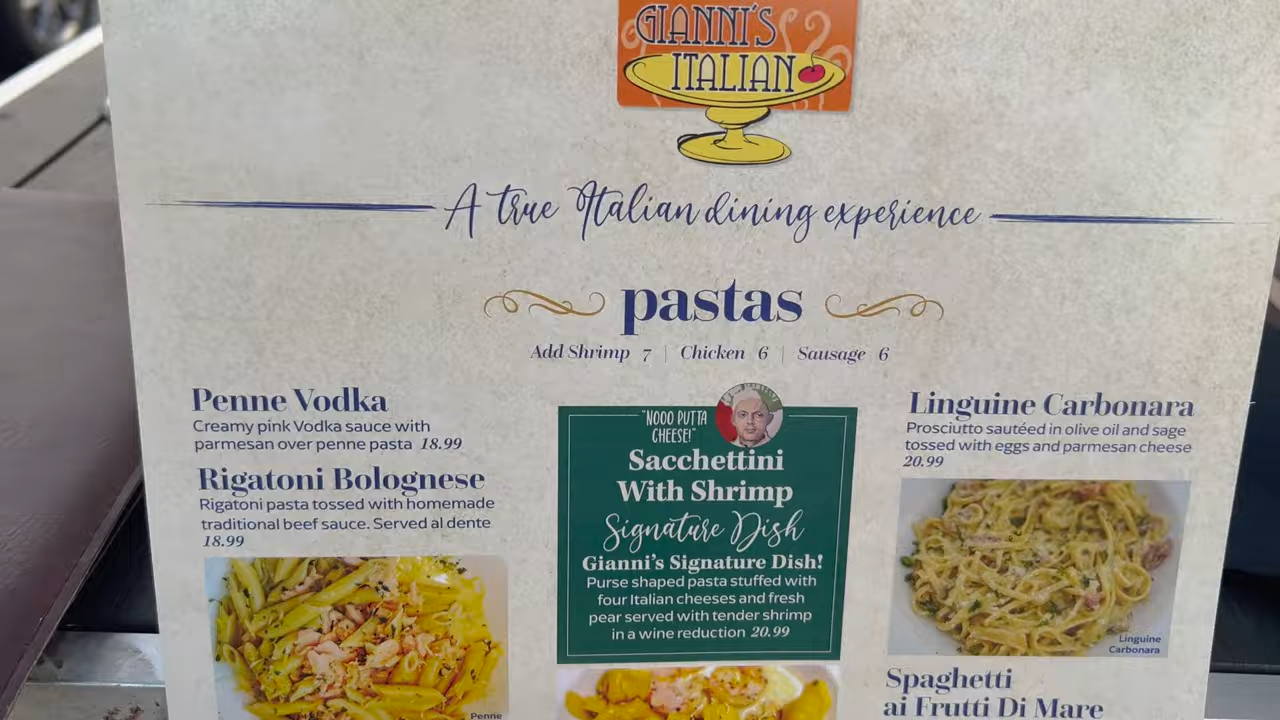 GIANNI'S
ITALIAN
A true Italian dining experience
pastas
Add Shrimp 7 | Chicken 6 | Sausage 6
Penne Vodka
Creamy pink Vodka sauce with
parmesan over penne pasta 18.99
Rigatoni Bolognese
Rigatoni pasta tossed with homemade
traditional beef sauce. Served al dente
18.99
Penne
"NOOO PUTTA
CHEESE!"
Sacchettini
With Shrimp
Signature Dish
Gianni's Signature Dish!
Purse shaped pasta stuffed with
four Italian cheeses and fresh
pear served with tender shrimp
in a wine reduction 20.99
Linguine Carbonara
Prosciutto sautéed in olive oil and sage
tossed with eggs and parmesan cheese
20.99
Linguine
Carbonara
Spaghetti
ai Frutti Di Mare